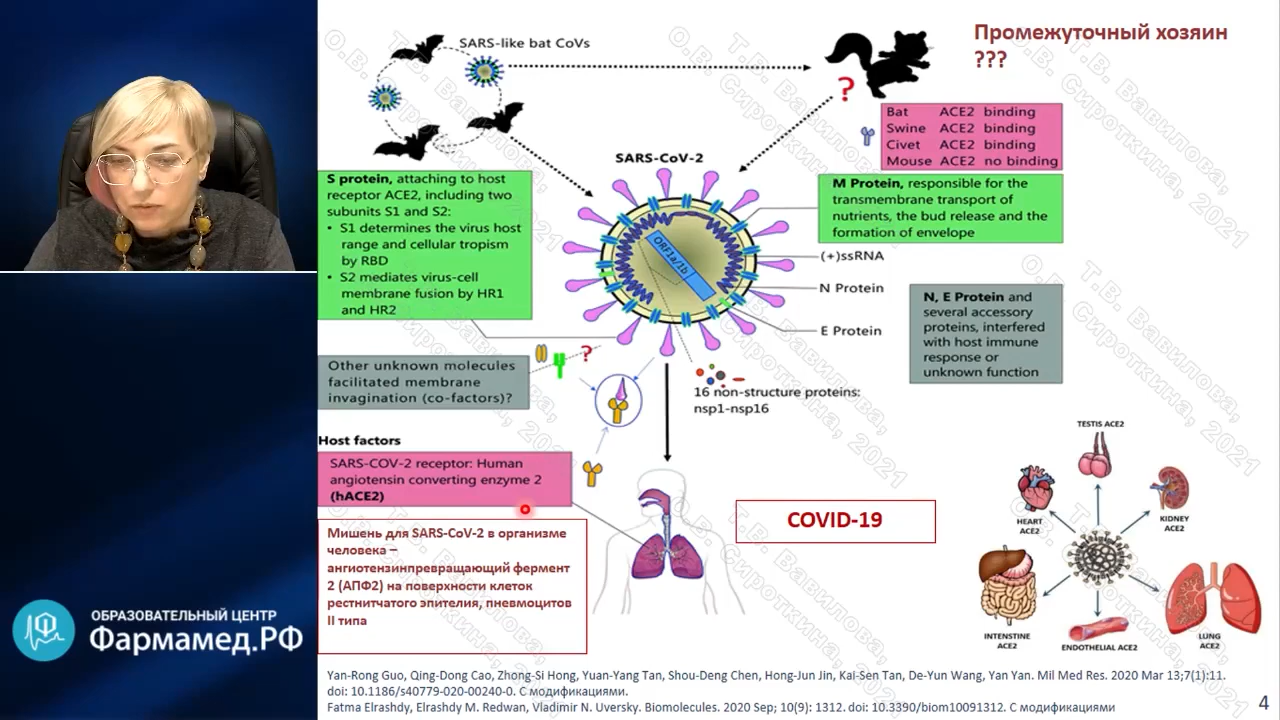 SARS-like bat CoVs
Промежуточный хозяин
???
?
Bat ACE2 binding
Swine ACE2 binding
Civet ACE2 binding
Mouse ACE2 no binding
SARS-CoV-2
S protein, attaching to host
receptor ACE2, including two
subunits S1 and S2:
• S1 determines the virus host
range and cellular tropism
by RBD
• S2 mediates virus-cell
membrane fusion by HR1
and HR2
M Protein, responsible for the
transmembrane transport of
nutrients, the bud release and the
formation of envelope
ORF1a/1b
(+)ssRNA
N Protein
E Protein
N, E Protein and
several accessory
proteins, interfered
with host immune
response or
unknown function
Other unknown molecules
facilitated membrane
invagination (co-factors)?
?
16 non-structure proteins:
nsp1-nsp16
Host factors
SARS-COV-2 receptor: Human
angiotensin converting enzyme 2
(hACE2)
Мишень для SARS-CoV-2 в организме
человека –
ангиотензинпревращающий фермент
2 (АПФ2) на поверхности клеток
рестнитчатого эпителия, пневмоцитов
II типа
COVID-19
TESTIS ACE2
HEART
ACE2
KIDNEY
ACE2
INTENSTINE
ACE2
ENDOTHELIAL ACE2
LUNG
ACE2
ОБРАЗОВАТЕЛЬНЫЙ ЦЕНТР
Фармамед.РФ
Yan-Rong Guo, Qing-Dong Cao, Zhong-Si Hong, Yuan-Yang Tan, Shou-Deng Chen, Hong-Jun Jin, Kai-Sen Tan, De-Yun Wang, Yan Yan. Mil Med Res. 2020 Mar 13;7(1):11.
doi: 10.1186/s40779-020-00240-0. С модификациями.
Fatma Elrashdy, Elrashdy M. Redwan, Vladimir N. Uversky. Biomolecules. 2020 Sep; 10(9): 1312. doi: 10.3390/biom10091312. С модификациями
4
Т.В. Вавилова,
О.В. Сироткина, 2021